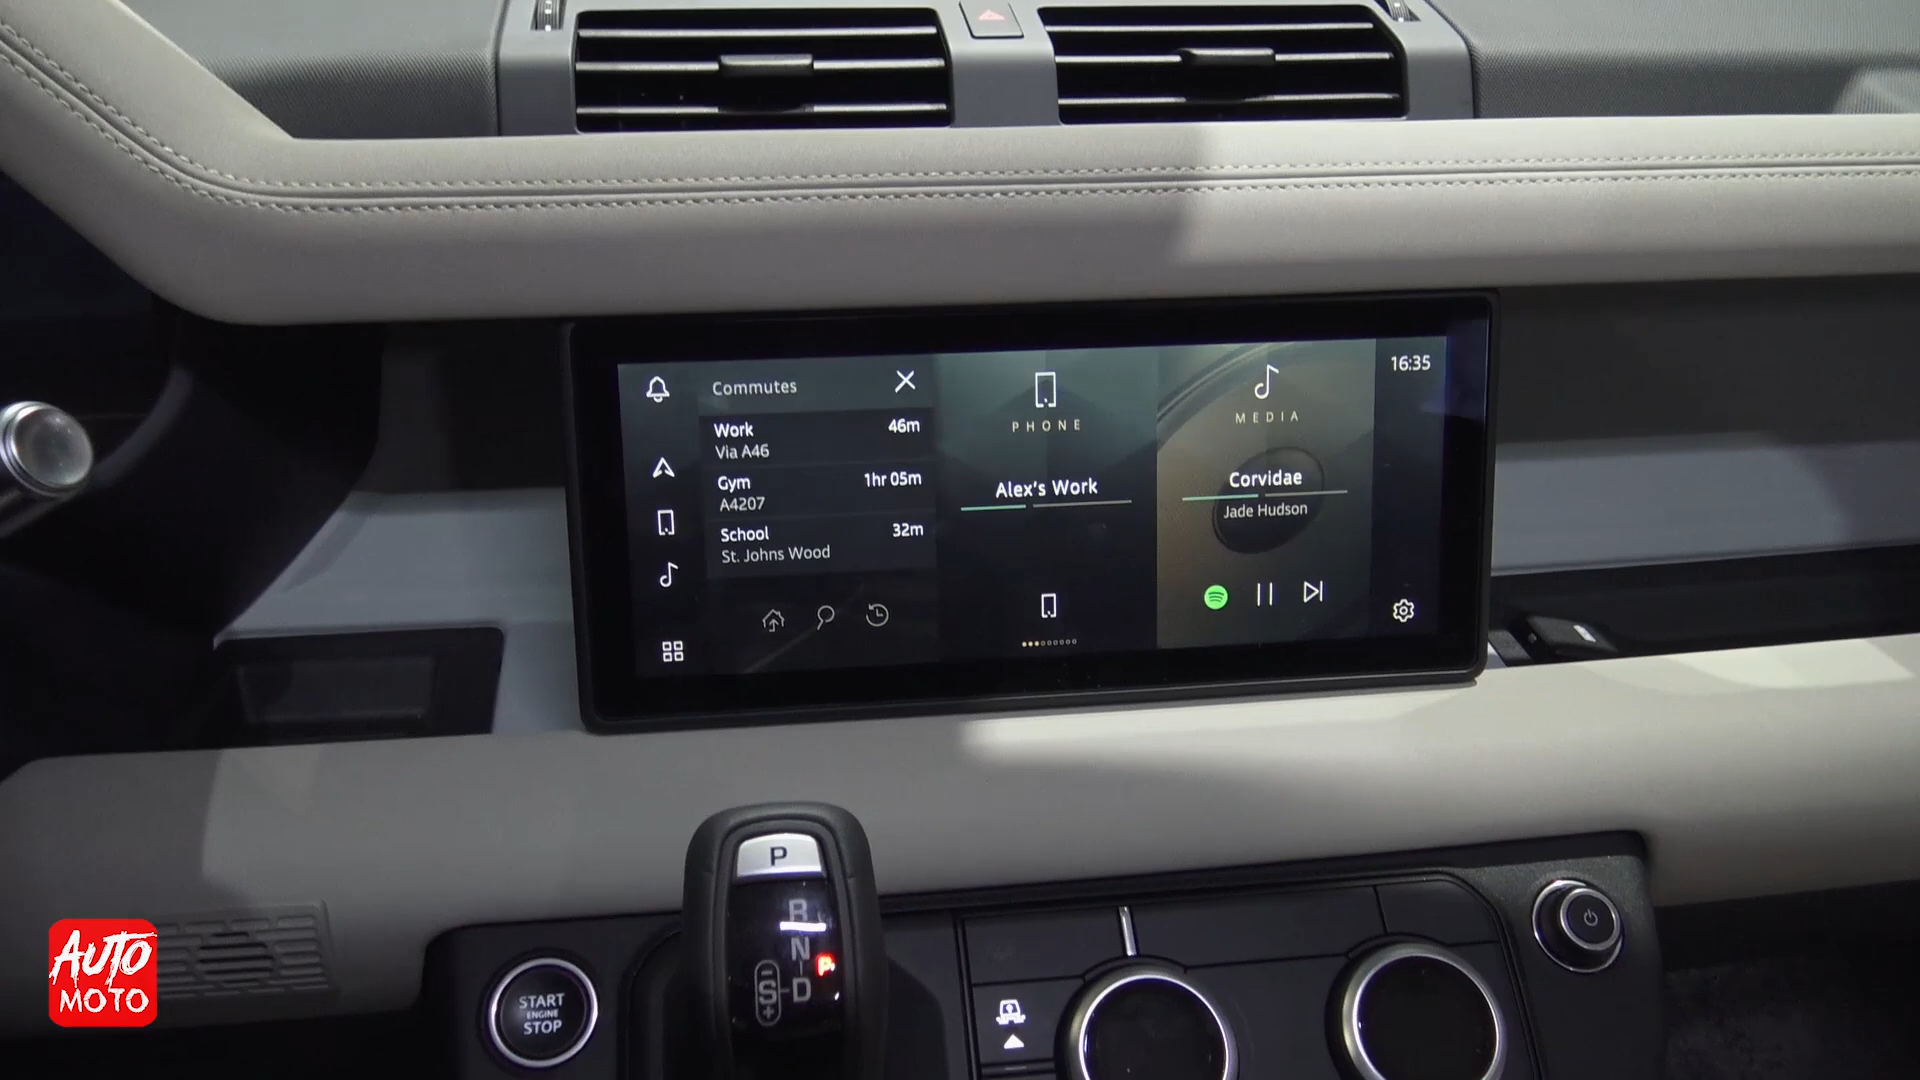 16:35
Commutes
Work 46m
Via A46
Gym 1hr 05m
A4207
School 32m
St. Johns Wood
PHONE
Alex's Work
MEDIA
Corvidae
Jade Hudson
P
R
N
P
S D
START
ENGINE
STOP
AUTO
MOTO